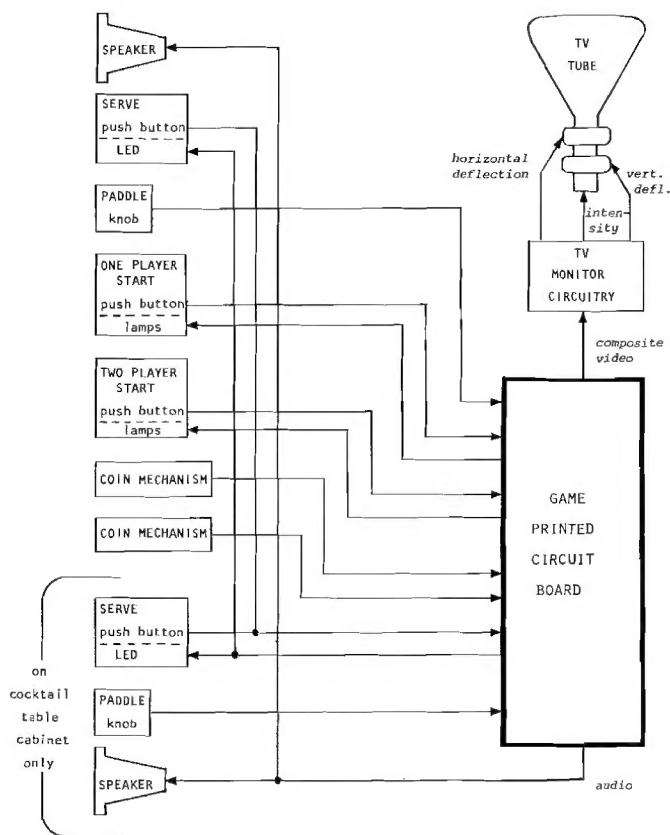 SPEAKER
SERVE
push button
LED
PADDLE
knob
ONE PLAYER
START
push button
lamps
TWO PLAYER
START
push button
lamps
COIN MECHANISM
COIN MECHANISM
on
cocktail
table
cabinet
only
SERVE
push button
LED
PADDLE
knob
SPEAKER
TV
TUBE
horizontal
deflection
vert.
defl.
inten-
sity
TV
MONITOR
CIRCUITRY
composite
video
GAME
PRINTED
CIRCUIT
BOARD
audio